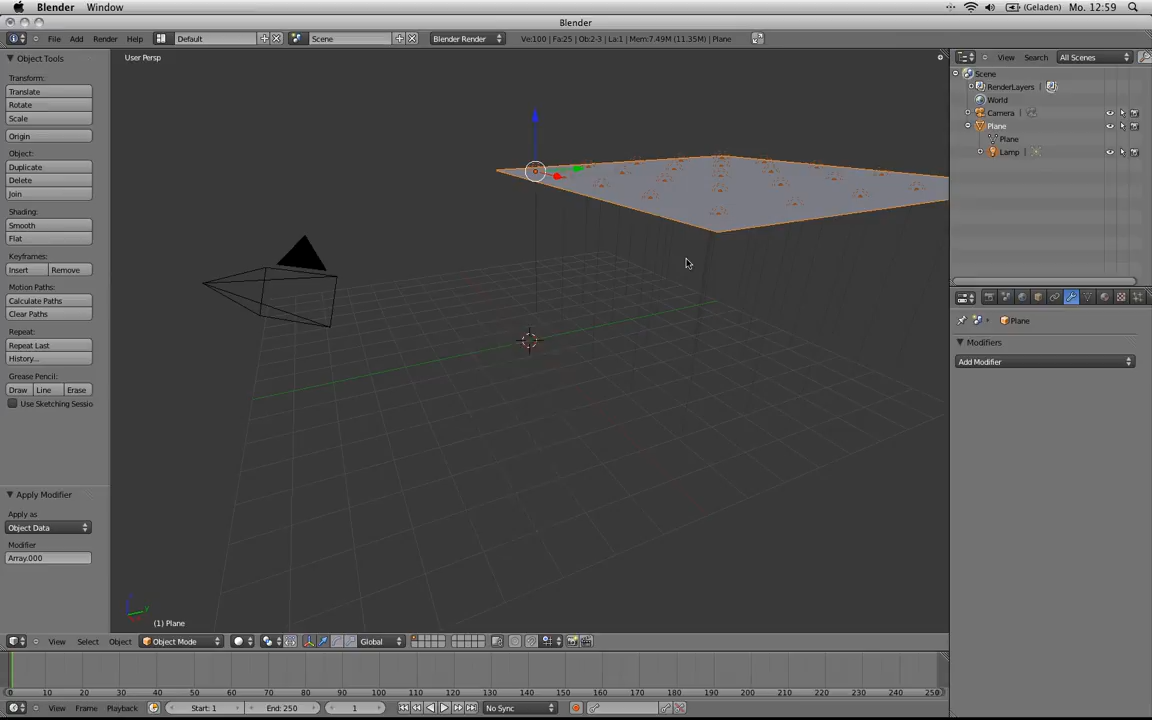 Blender Window (Geladen) Mo. 12:59
Blender
File Add Render Help Default Scene Blender Render Ve:100 | Fa:25 | Ob:2-3 | La:1 | Mem:7.49M (11.35M) | Plane
Object Tools
Transform:
Translate
Rotate
Scale
Origin
Object:
Duplicate
Delete
Join
Shading:
Smooth
Flat
Keyframes:
Insert Remove
Motion Paths:
Calculate Paths
Clear Paths
Repeat:
Repeat Last
History...
Grease Pencil:
Draw Line Erase
Use Sketching Sessio
Apply Modifier
Apply as
Object Data
Modifier
Array.000
User Persp
(1) Plane
View Select Object Object Mode Global
View Search All Scenes
Scene
RenderLayers
World
Camera
Plane
Plane
Lamp
Plane
Modifiers
Add Modifier
0 10 20 30 40 50 60 70 80 90 100 110 120 130 140 150 160 170 180 190 200 210 220 230 240 250
View Frame Playback Start: 1 End: 250 1 No Sync